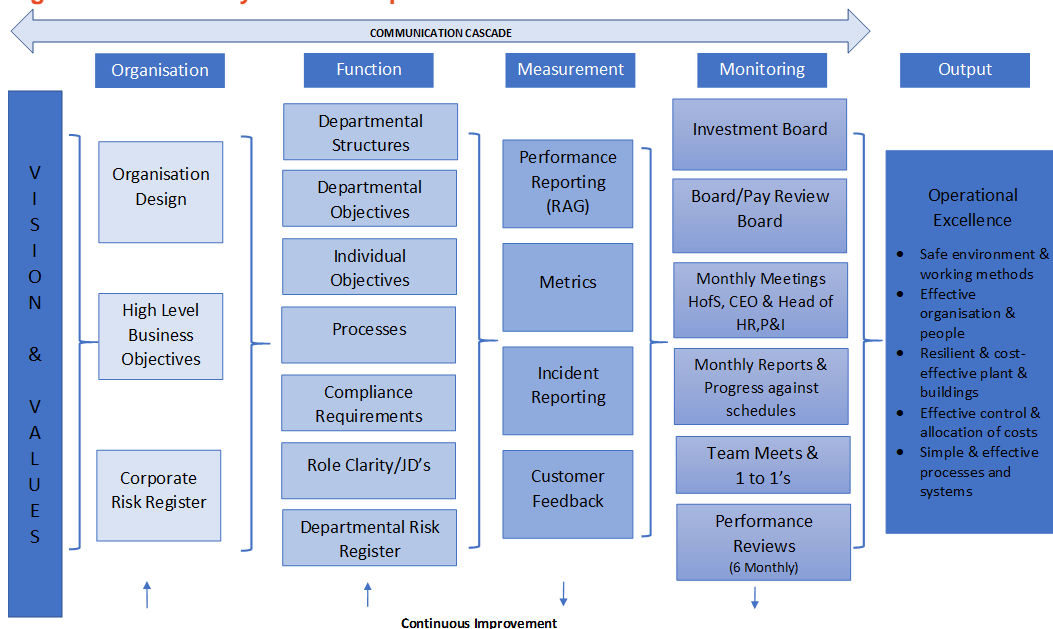 COMMUNICATION CASCADE
Organisation
Function
Measurement
Monitoring
Output
VISION & VALUES
Organisation
Design
High Level
Business
Objectives
Corporate
Risk Register
Departmental
Structures
Departmental
Objectives
Individual
Objectives
Processes
Compliance
Requirements
Role Clarity/JD's
Departmental Risk
Register
Performance
Reporting
(RAG)
Metrics
Incident
Reporting
Customer
Feedback
Investment Board
Board/Pay Review
Board
Monthly Meetings
HofS, CEO & Head of
HR,P&I
Monthly Reports &
Progress against
schedules
Team Meets &
1 to 1's
Performance
Reviews
(6 Monthly)
Operational
Excellence
• Safe environment &
working methods
• Effective
organisation &
people
• Resilient & cost-
effective plant &
buildings
• Effective control &
allocation of costs
• Simple & effective
processes and
systems
Continuous Improvement